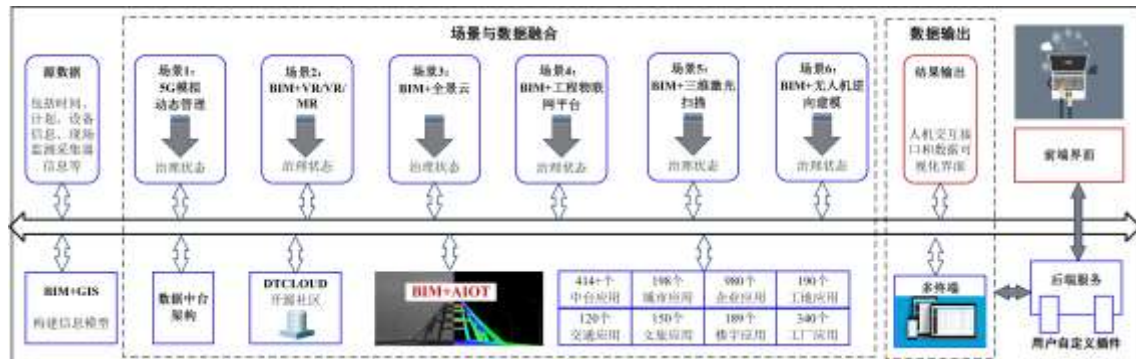 场景与数据融合
数据输出
源数据
包括时间、
计划、设备
信息、现场
监测采集端
信息等
场景1:
5G模拟
动态管理
治理状态
场景2:
BIM+VR/VR/
MR
治理状态
场景3:
BIM+全景云
治理状态
场景4:
BIM+工程物联
网平台
治理状态
场景5:
BIM+三维激光
扫描
治理状态
场景6:
BIM+无人机逆
向建模
治理状态
结果输出
人机交互接
口和数据可
视化界面
前端界面
BIM+GIS
构建信息模型
数据中台
架构
DTCLOUD
开源社区
BIM+AIOT
414+个
中台应用
198个
城市应用
980个
企业应用
190个
工地应用
120个
交通应用
150个
文旅应用
189个
楼宇应用
340个
工厂应用
多终端
后端服务
用户自定义插件